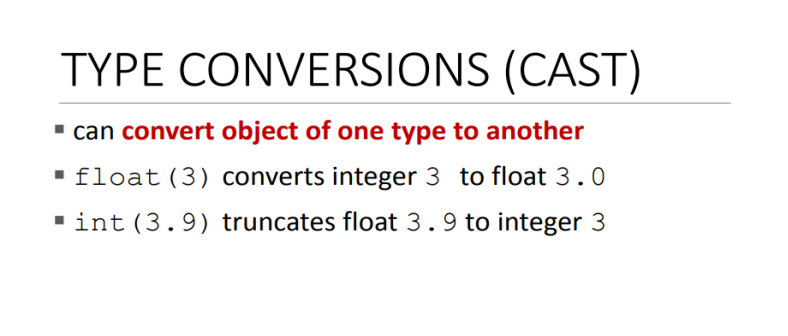 TYPE CONVERSIONS (CAST)
▪ can convert object of one type to another
▪ float(3) converts integer 3 to float 3.0
▪ int(3.9) truncates float 3.9 to integer 3